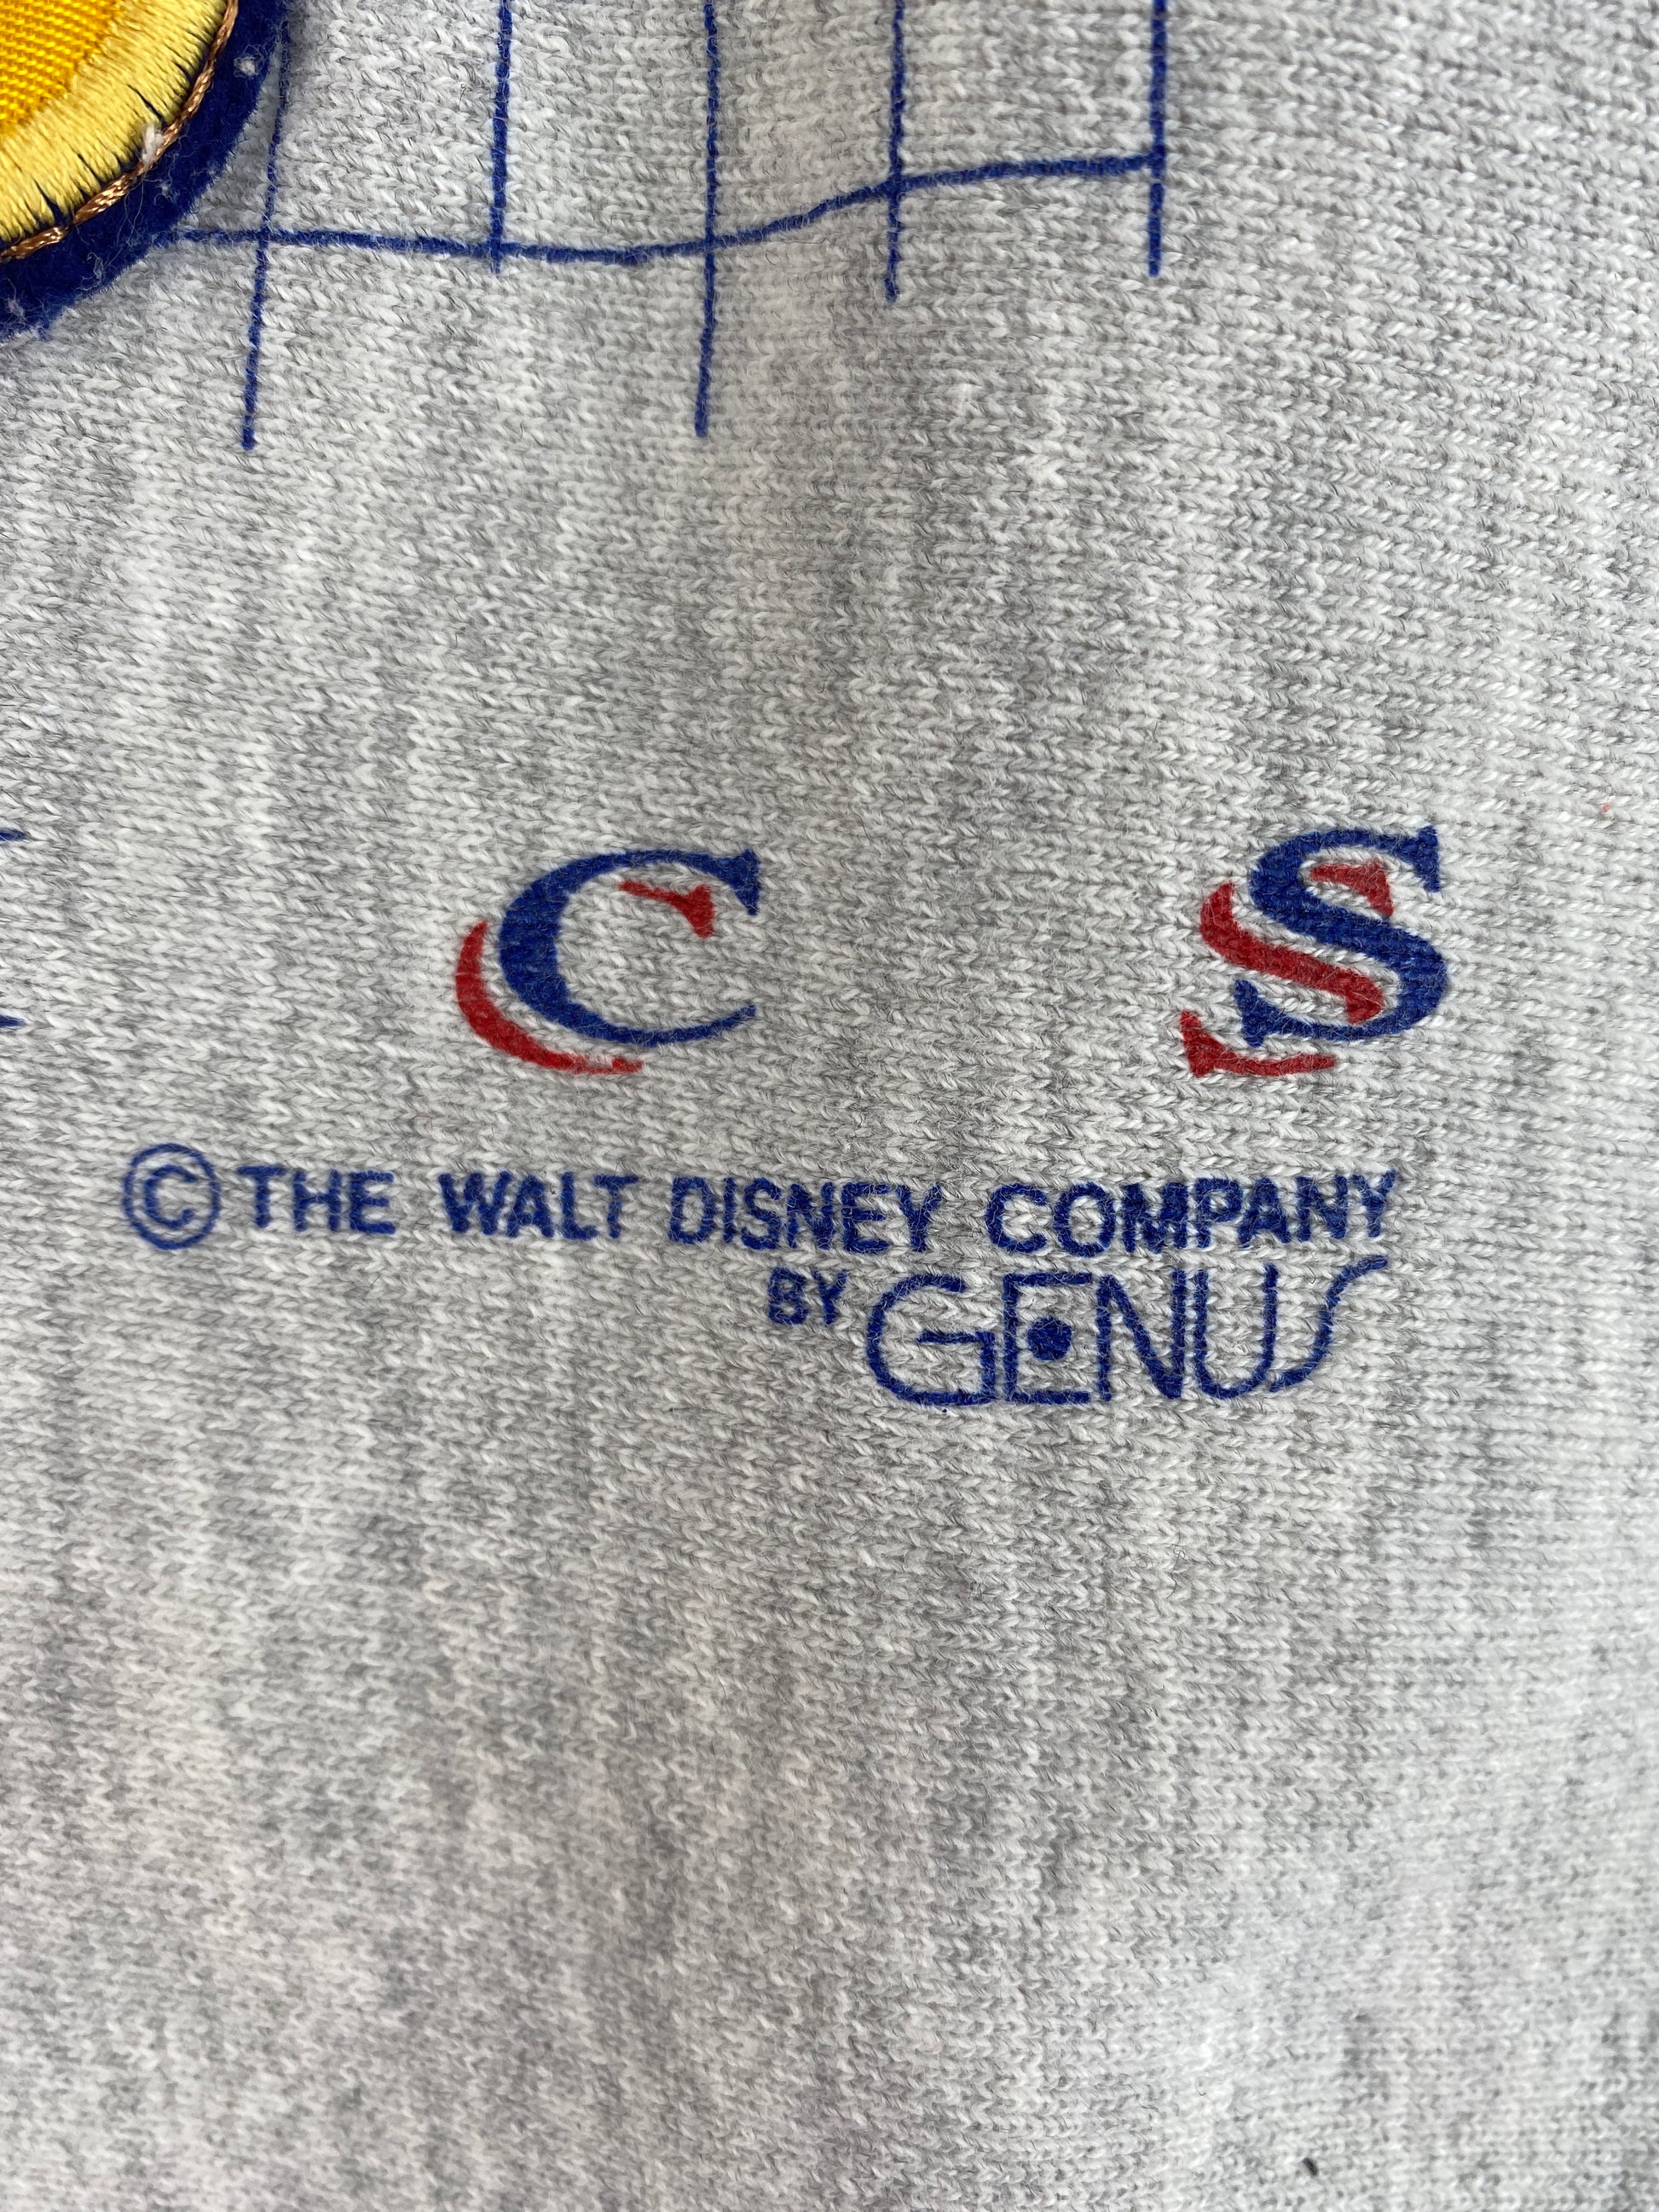 C S
© THE WALT DISNEY COMPANY
BY GENUS